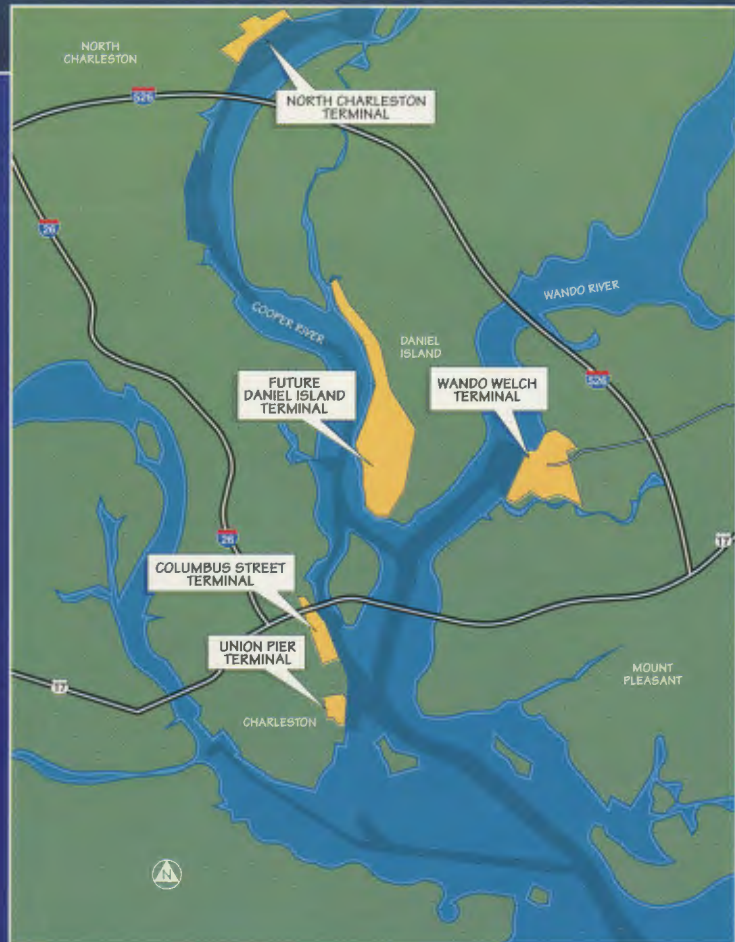 NORTH
CHARLESTON
NORTH CHARLESTON
TERMINAL
526
26
COOPER RIVER
WANDO RIVER
DANIEL
ISLAND
FUTURE
DANIEL ISLAND
TERMINAL
WANDO WELCH
TERMINAL
526
26
17
COLUMBUS STREET
TERMINAL
UNION PIER
TERMINAL
MOUNT
PLEASANT
17
CHARLESTON
N